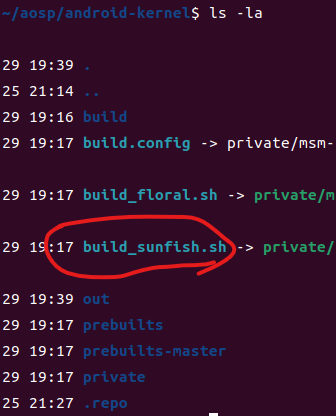 ~/aosp/android-kernel$ ls -la
29 19:39 .
25 21:14 ..
29 19:16 build
29 19:17 build.config -> private/msm-
29 19:17 build_floral.sh -> private/m
29 19:17 build_sunfish.sh -> private/
29 19:39 out
29 19:17 prebuilts
29 19:17 prebuilts-master
29 19:17 private
25 21:27 .repo